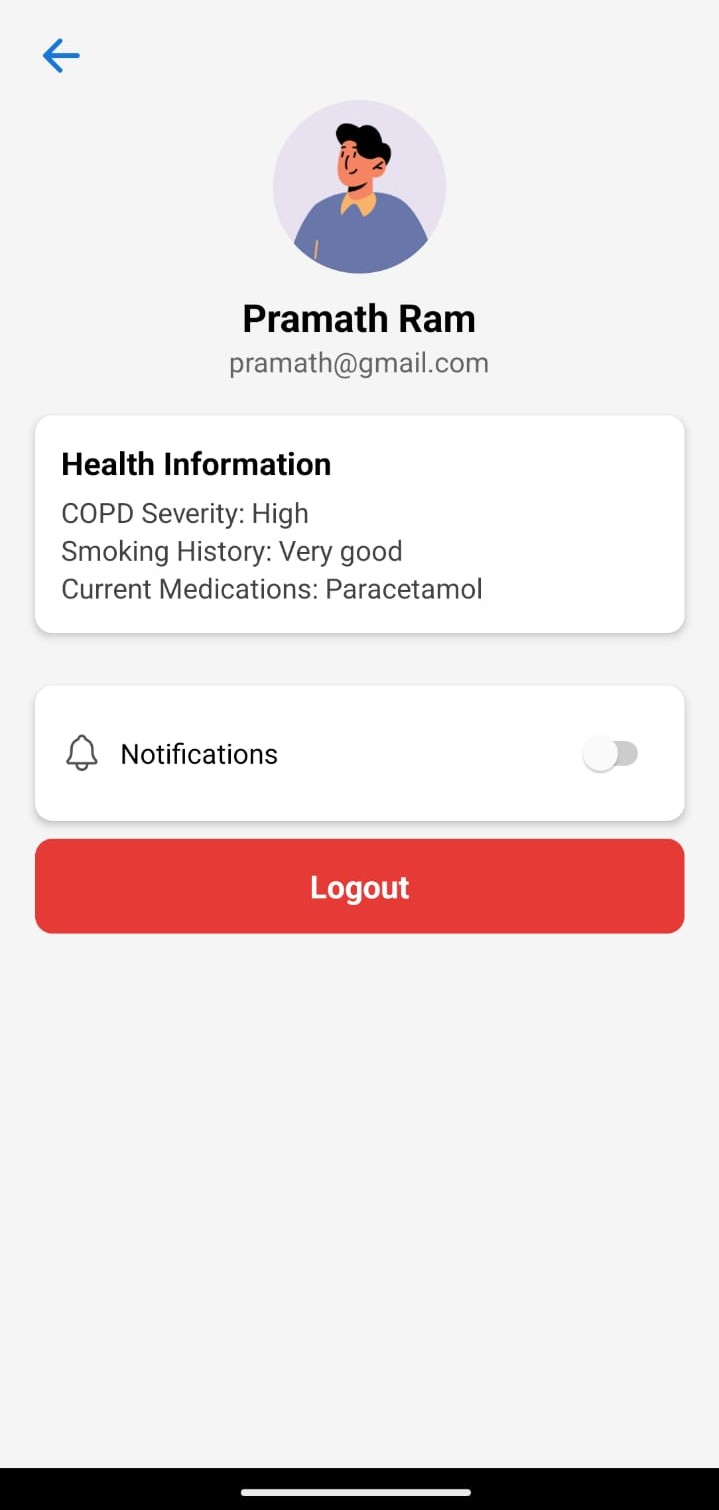 Pramath Ram
pramath@gmail.com
Health Information
COPD Severity: High
Smoking History: Very good
Current Medications: Paracetamol
Notifications
Logout